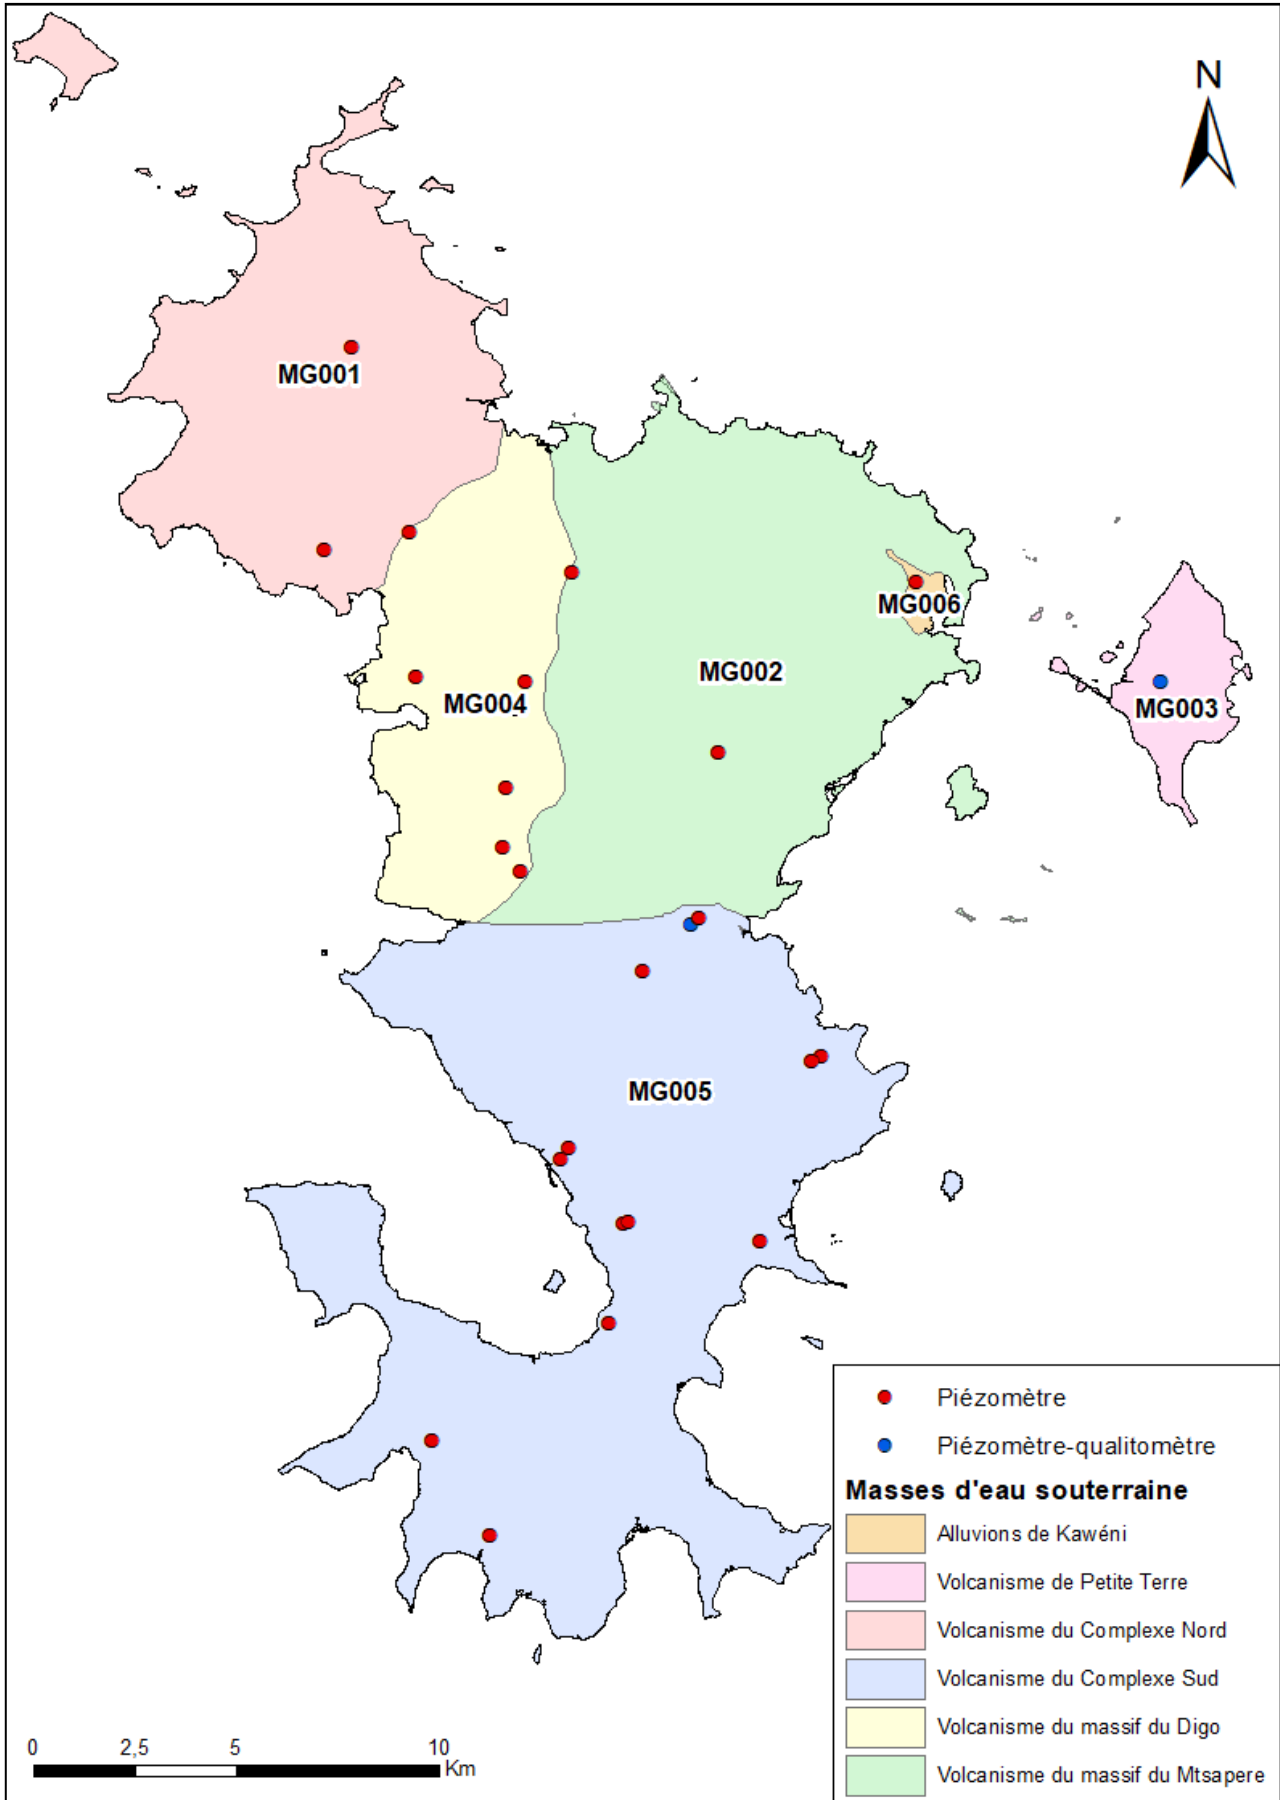 N
MG001
MG006
MG002
MG004
MG003
MG005
Piézomètre
Piézomètre-qualitomètre
Masses d'eau souterraine
Alluvions de Kawéni
Volcanisme de Petite Terre
Volcanisme du Complexe Nord
Volcanisme du Complexe Sud
Volcanisme du massif du Digo
Volcanisme du massif du Mtsapere
0 2,5 5 10
Km